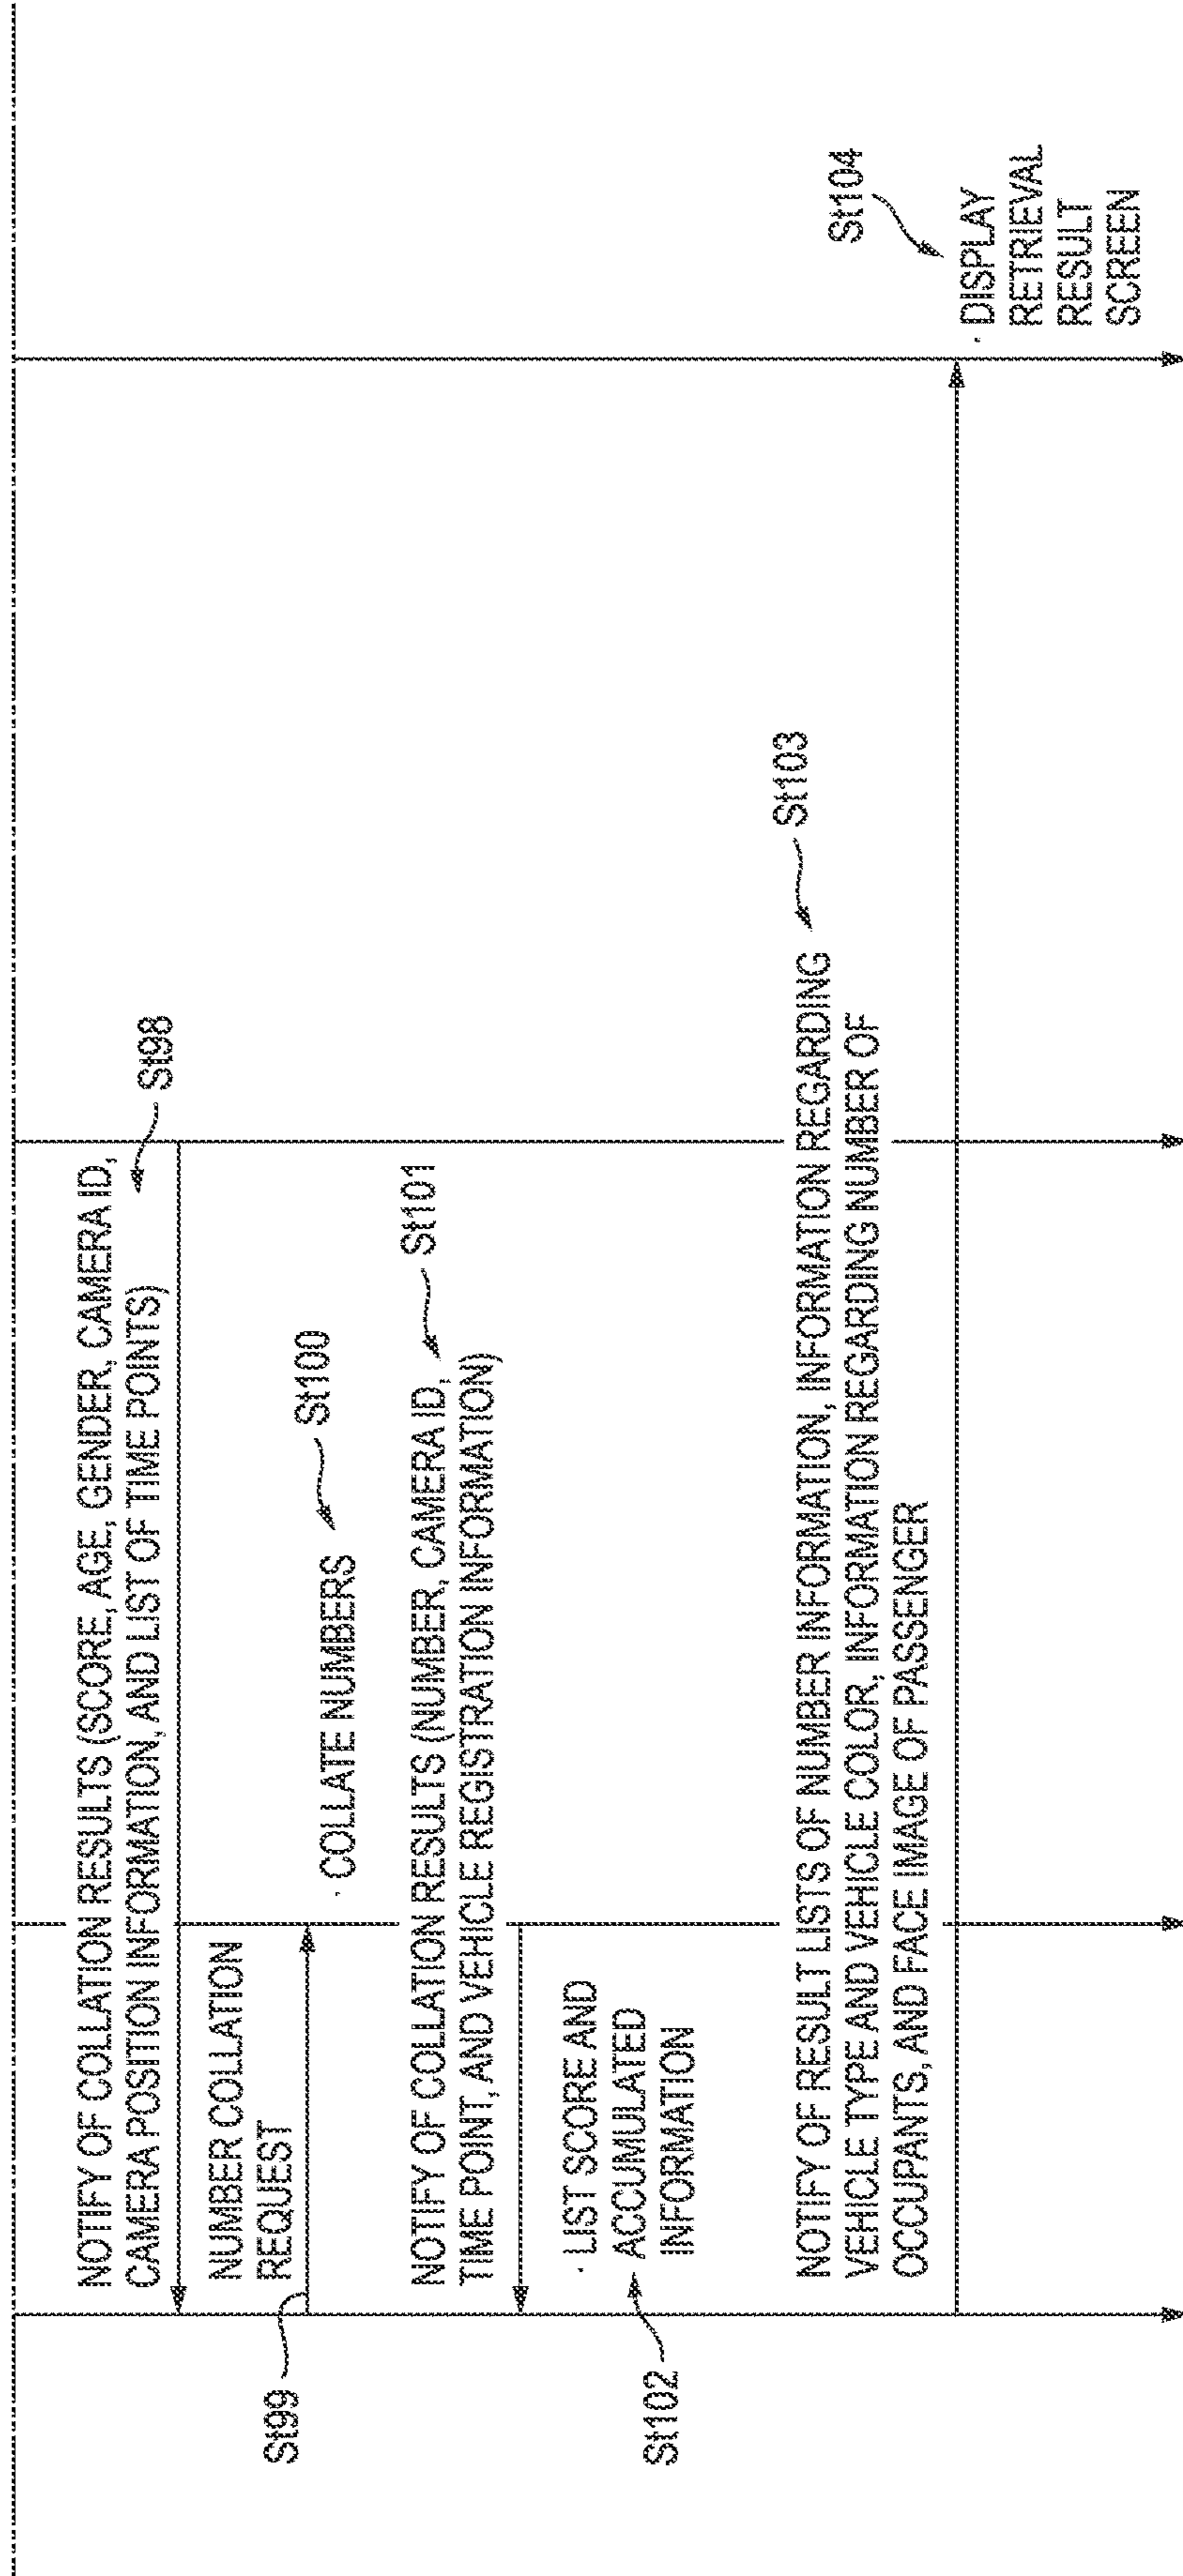 NOTIFY OF COLLATION RESULTS (SCORE, AGE, GENDER, CAMERA ID,
CAMERA POSITION INFORMATION, AND LIST OF TIME POINTS)
St98
NUMBER COLLATION
REQUEST
St99
· COLLATE NUMBERS
St100
NOTIFY OF COLLATION RESULTS (NUMBER, CAMERA ID,
TIME POINT, AND VEHICLE REGISTRATION INFORMATION)
St101
· LIST SCORE AND
ACCUMULATED
INFORMATION
St102
NOTIFY OF RESULT LISTS OF NUMBER INFORMATION, INFORMATION REGARDING
VEHICLE TYPE AND VEHICLE COLOR, INFORMATION REGARDING NUMBER OF
OCCUPANTS, AND FACE IMAGE OF PASSENGER
St103
· DISPLAY
RETRIEVAL
RESULT
SCREEN
St104